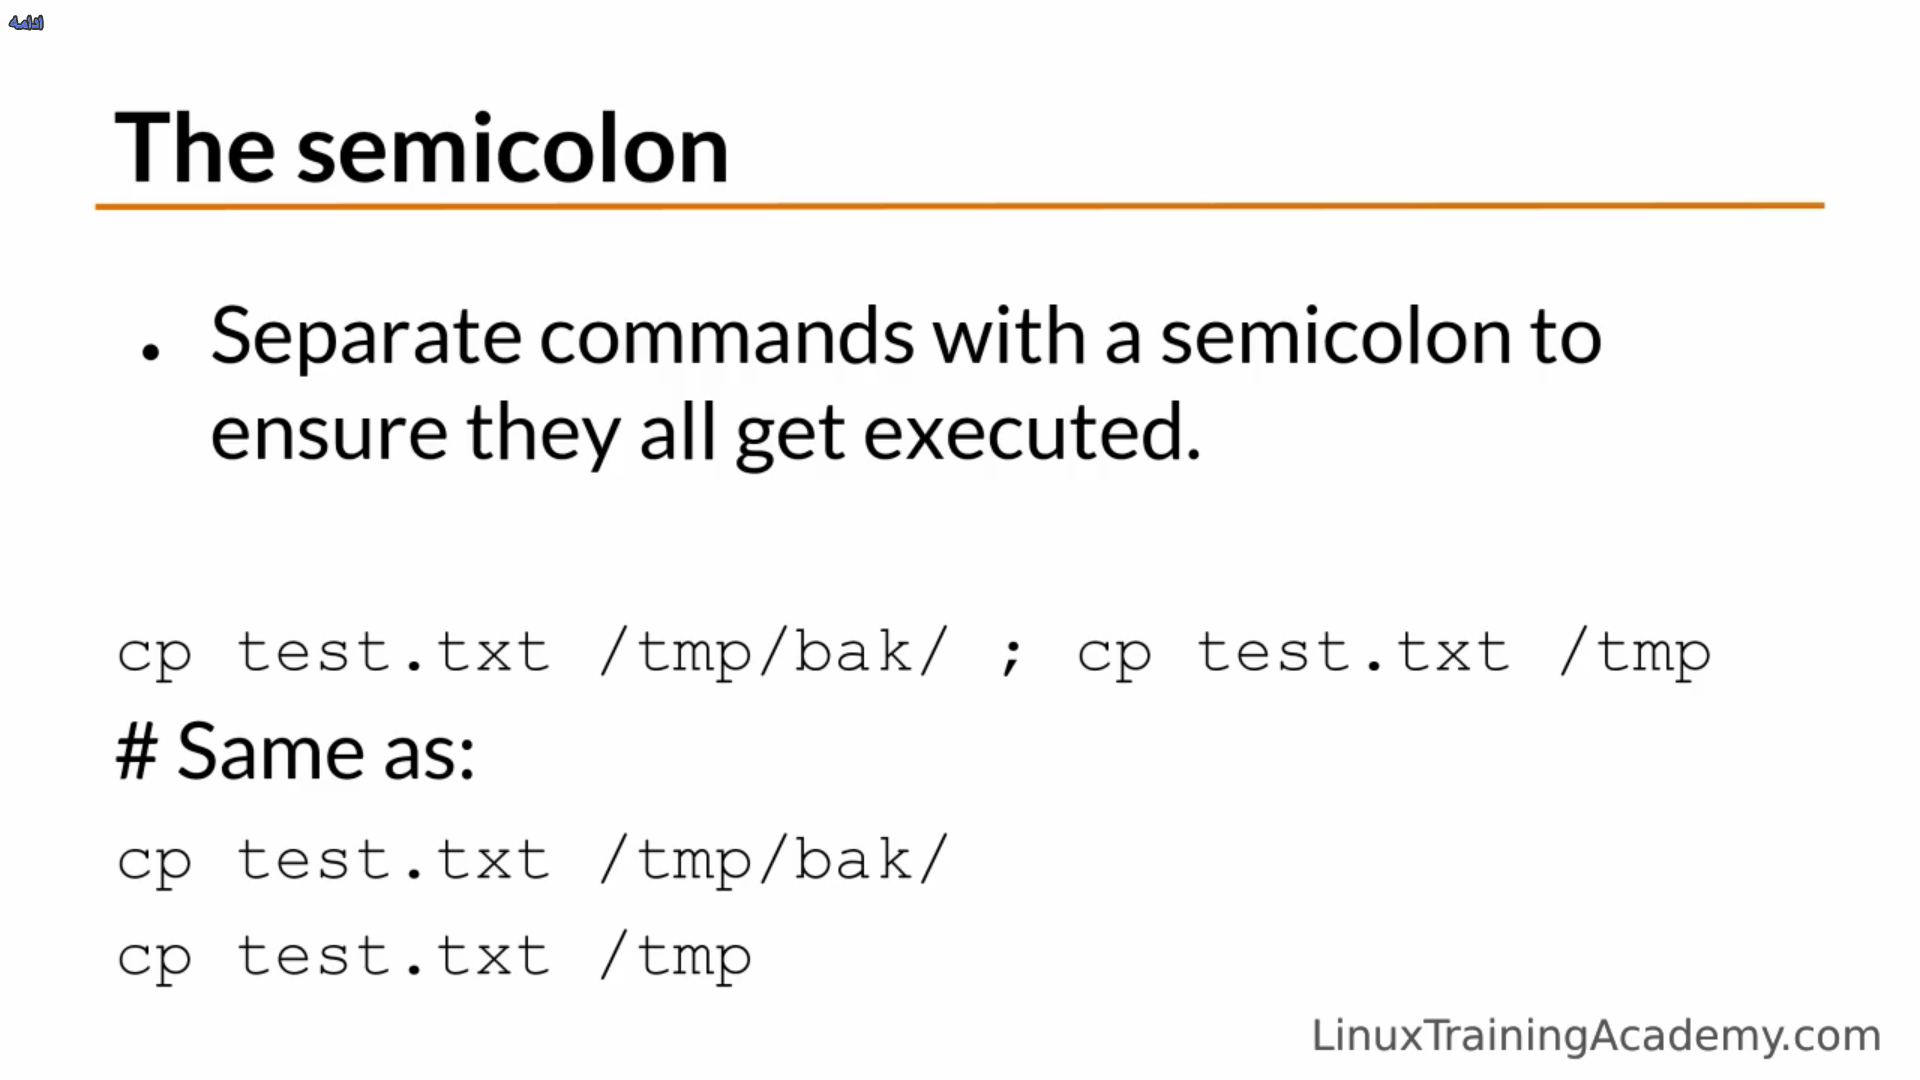 ادامه
The semicolon
• Separate commands with a semicolon to
ensure they all get executed.
cp test.txt /tmp/bak/ ; cp test.txt /tmp
# Same as:
cp test.txt /tmp/bak/
cp test.txt /tmp
LinuxTrainingAcademy.com